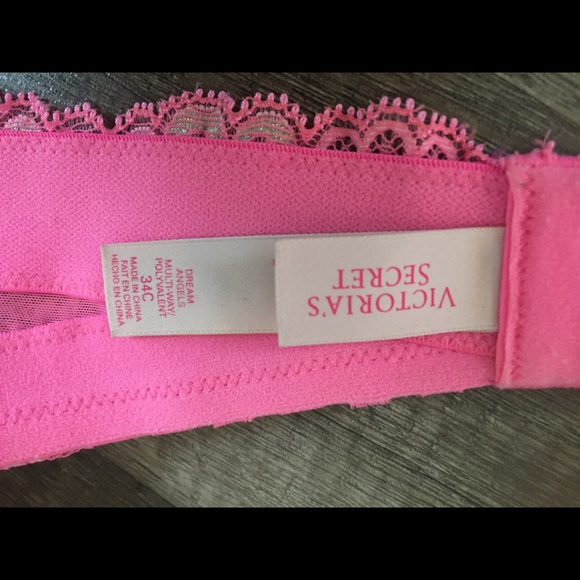 VICTORIA'S
SECRET
DREAM
ANGELS
MULTI-WAY/
POLYVALENT
34C
MADE IN CHINA
FAIT EN CHINE
HECHO EN CHINA